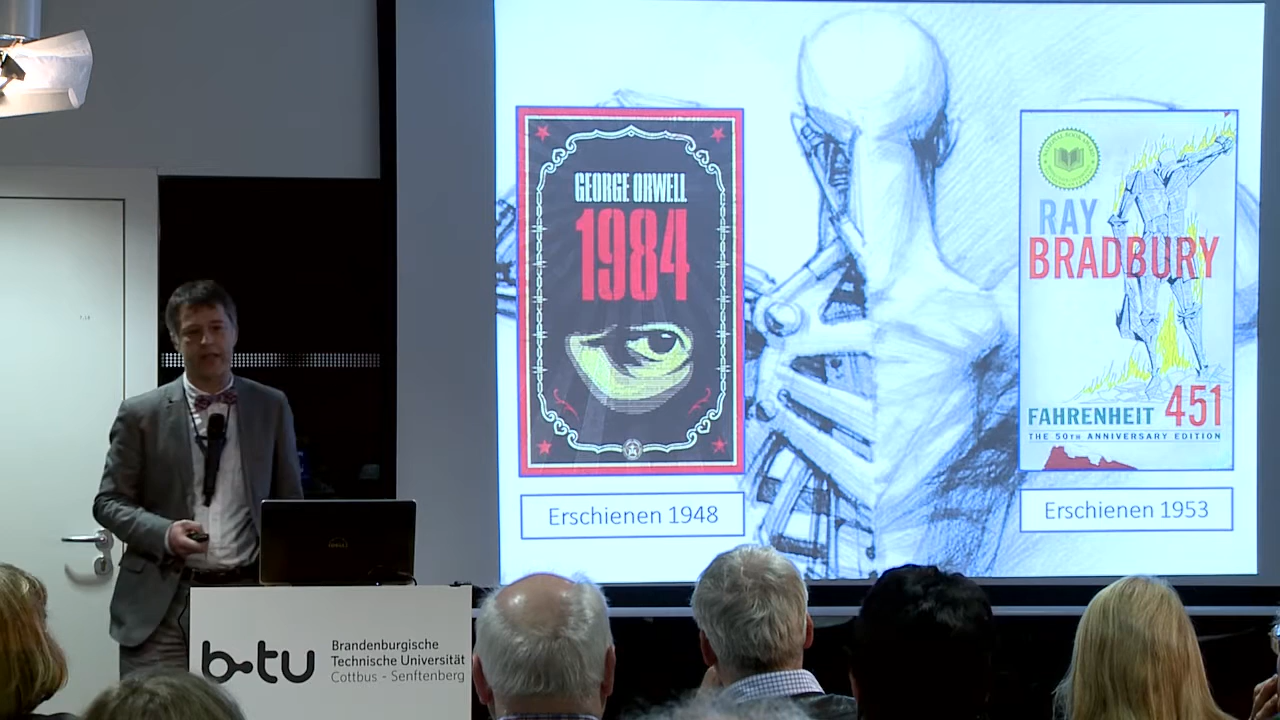 GEORGE ORWELL
1984
Erschienen 1948
RAY
BRADBURY
FAHRENHEIT 451
THE 50TH ANNIVERSARY EDITION
Erschienen 1953
b-tu
Brandenburgische
Technische Universität
Cottbus - Senftenberg
DELL